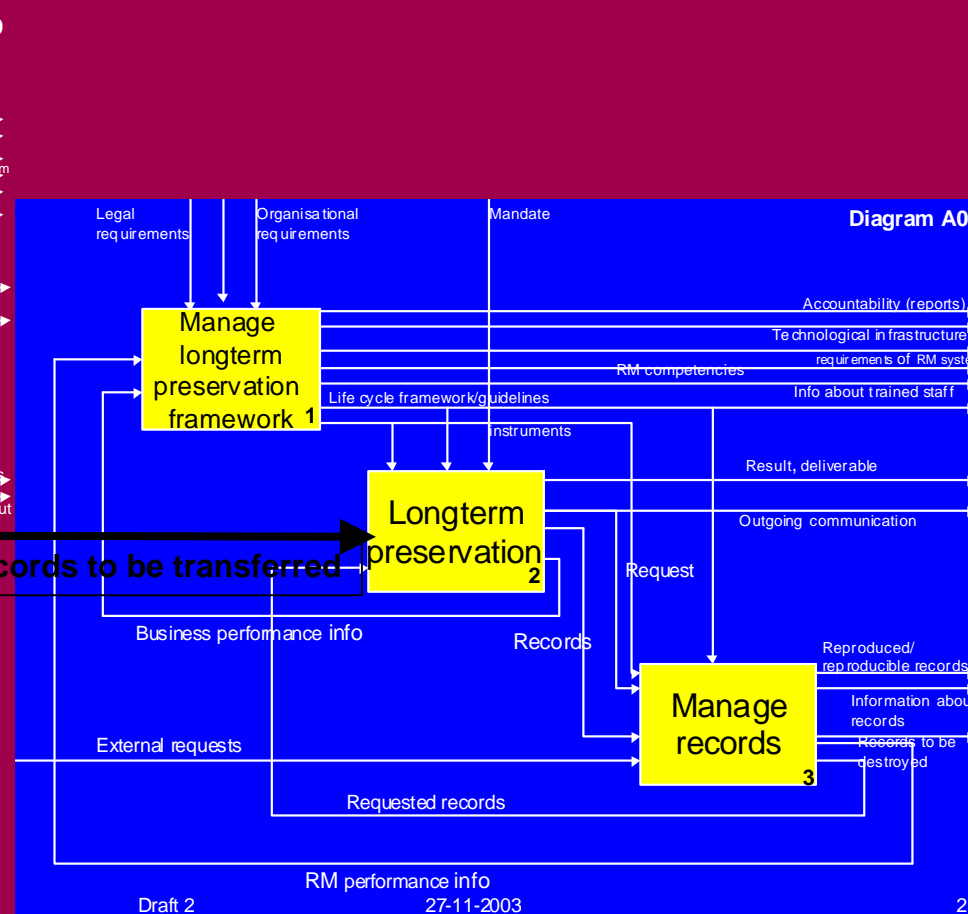 Legal
requirements
Organisational
requirements
Mandate
Diagram A0
Manage
longterm
preservation
framework 1
Accountability (reports)
Technological infrastructure
requirements of RM syste
RM competencies
Info about trained staff
Life cycle framework/guidelines
instruments
Result, deliverable
Longterm
preservation
2
Outgoing communication
cords to be transferred
Request
Business performance info
Records
Reproduced/
reproducible records
Manage
records
3
Information abou
records
Records to be
destroyed
External requests
Requested records
RM performance info
Draft 2
27-11-2003
2